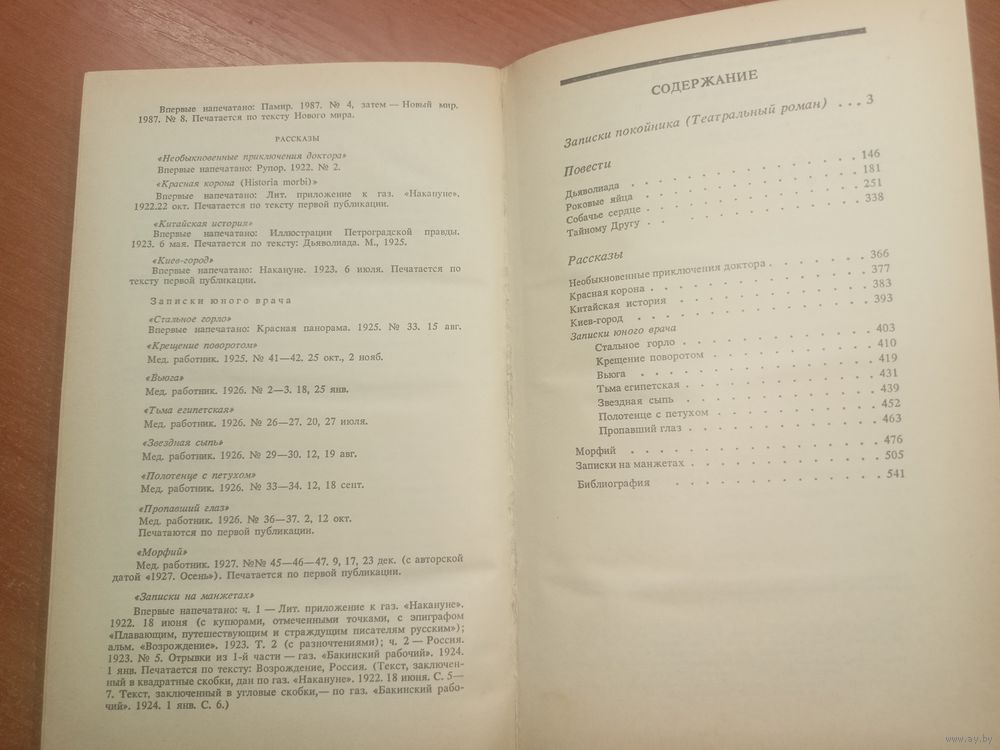 Впервые напечатано: Памир. 1987. № 4, затем — Новый мир.
1987. № 8. Печатается по тексту Нового мира.
РАССКАЗЫ
«Необыкновенные приключения доктора»
Впервые напечатано: Рупор. 1922. № 2.
«Красная корона (Historia morbi)»
Впервые напечатано: Лит. приложение к газ. «Накануне».
1922.22 окт. Печатается по тексту первой публикации.
«Китайская история»
Впервые напечатано: Иллюстрации Петроградской правды.
1923. 6 мая. Печатается по тексту: Дьяволиада. М., 1925.
«Киев-город»
Впервые напечатано: Накануне. 1923. 6 июля. Печатается по
тексту первой публикации.
Записки юного врача
«Стальное горло»
Впервые напечатано: Красная панорама. 1925. № 33. 15 авг.
«Крещение поворотом»
Мед. работник. 1925. № 41—42. 25 окт., 2 нояб.
«Вьюга»
Мед. работник. 1926. № 2—3. 18, 25 янв.
«Тьма египетская»
Мед. работник. 1926. № 26—27. 20, 27 июля.
«Звездная сыпь»
Мед. работник. 1926. № 29—30. 12, 19 авг.
«Полотенце с петухом»
Мед. работник. 1926. № 33—34. 12, 18 сент.
«Пропавший глаз»
Мед. работник. 1926. № 36—37. 2, 12 окт.
Печатаются по первой публикации.
«Морфий»
Мед. работник. 1927. №№ 45—46—47. 9, 17, 23 дек. (с авторской
датой «1927. Осень»). Печатается по первой публикации.
«Записки на манжетах»
Впервые напечатано: ч. 1 — Лит. приложение к газ. «Накануне».
1922. 18 июня (с купюрами, отмеченными точками, с эпиграфом
«Плавающим, путешествующим и страждущим писателям русским»);
альм. «Возрождение». 1923. Т. 2 (с разночтениями); ч. 2 — Россия.
1923. № 5. Отрывки из 1-й части — газ. «Бакинский рабочий». 1924.
1 янв. Печатается по тексту: Возрождение, Россия. (Текст, заключен-
ный в квадратные скобки, дан по газ. «Накануне». 1922. 18 июня. С. 5—
7. Текст, заключенный в угловые скобки,— по газ. «Бакинский рабо-
чий». 1924. 1 янв. С. 6.)
СОДЕРЖАНИЕ
Записки покойника (Театральный роман) . . . 3
Повести
Дьяволиада . . . 146
Роковые яйца . . . 181
Собачье сердце . . . 251
Тайному Другу . . . 338
Рассказы
Необыкновенные приключения доктора . . . 366
Красная корона . . . 377
Китайская история . . . 383
Киев-город . . . 393
Записки юного врача
Стальное горло . . . 403
Крещение поворотом . . . 410
Вьюга . . . 419
Тьма египетская . . . 431
Звездная сыпь . . . 439
Полотенце с петухом . . . 452
Пропавший глаз . . . 463
Морфий . . . 476
Записки на манжетах . . . 505
Библиография . . . 541
www.ay.by